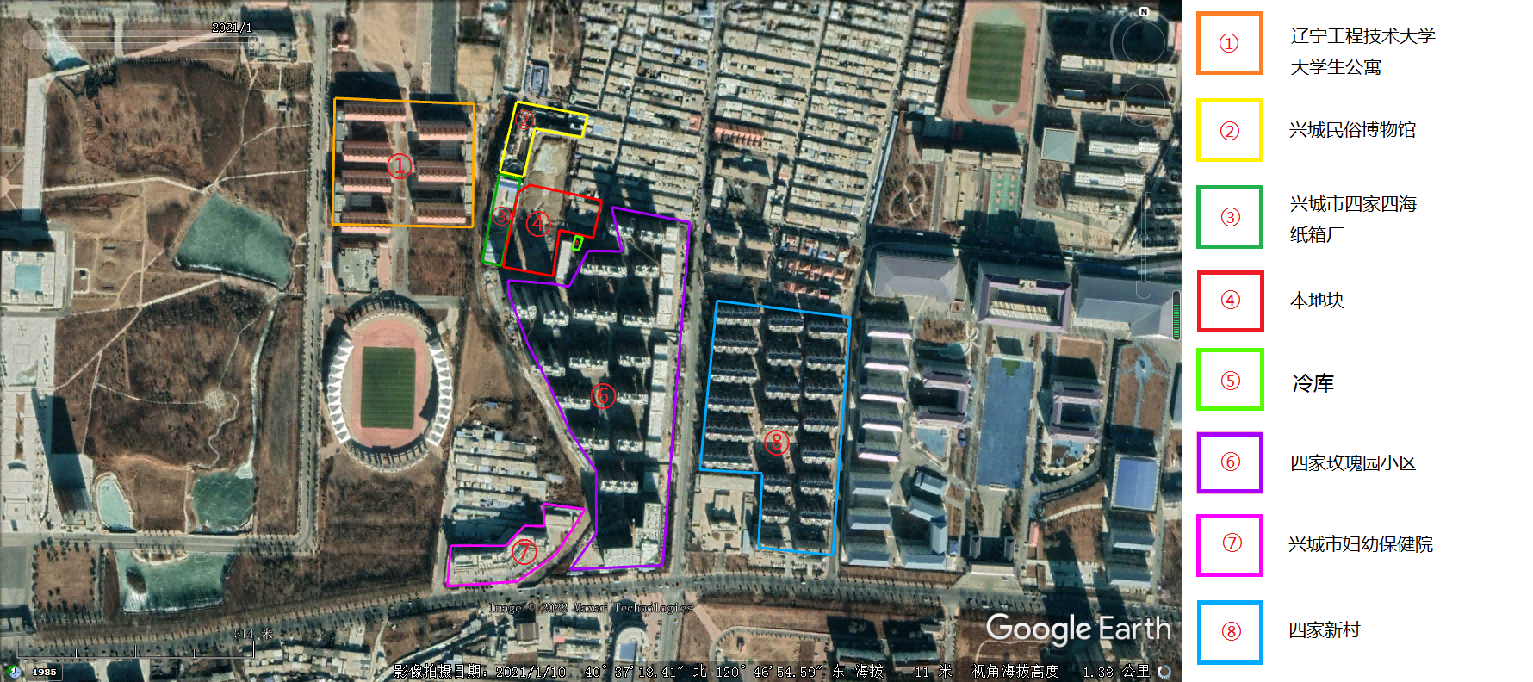 2021/1
N
①
②
③
④
⑥
⑦
⑧
Image © 2022 Maxar Technologies
Google Earth
1985
影像拍摄日期: 2021/1/10 40°37'18.41" 北 120°46'54.59" 东 海拔 11 米 视角海拔高度 1.38 公里
① 辽宁工程技术大学
大学生公寓
② 兴城民俗博物馆
③ 兴城市四家四海
纸箱厂
④ 本地块
⑤ 冷库
⑥ 四家玫瑰园小区
⑦ 兴城市妇幼保健院
⑧ 四家新村